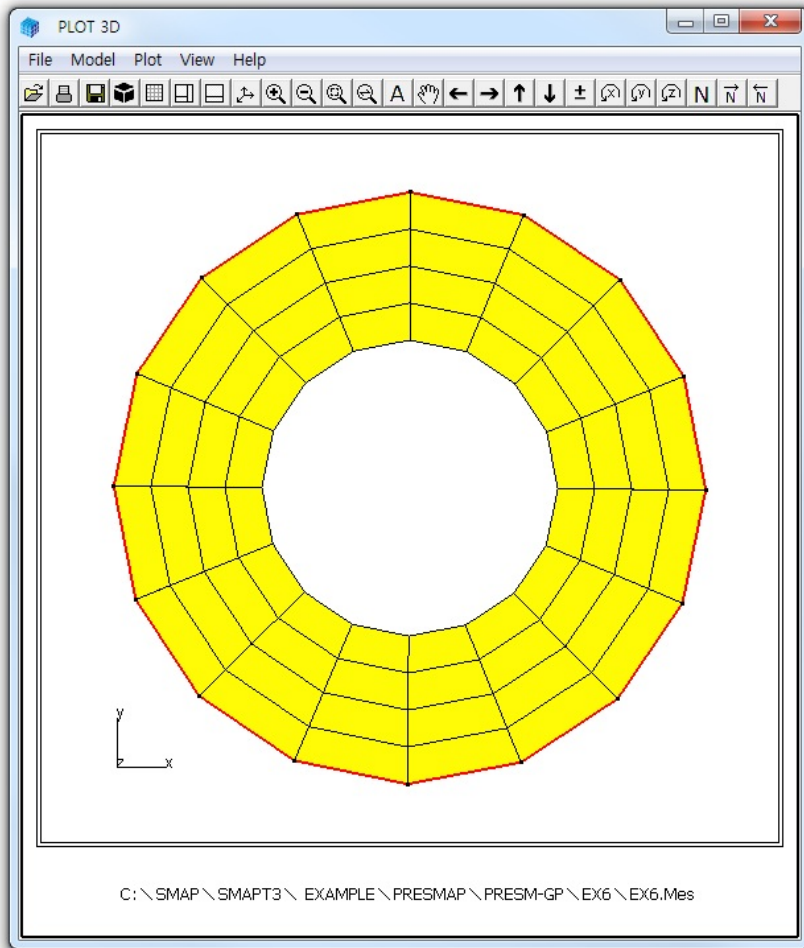 PLOT 3D
File Model Plot View Help
A ± x y z N N N
y
z x
C:\SMAP\SMAPT3\ EXAMPLE\PRESMAP\PRESM-GP\EX6\EX6.Mes